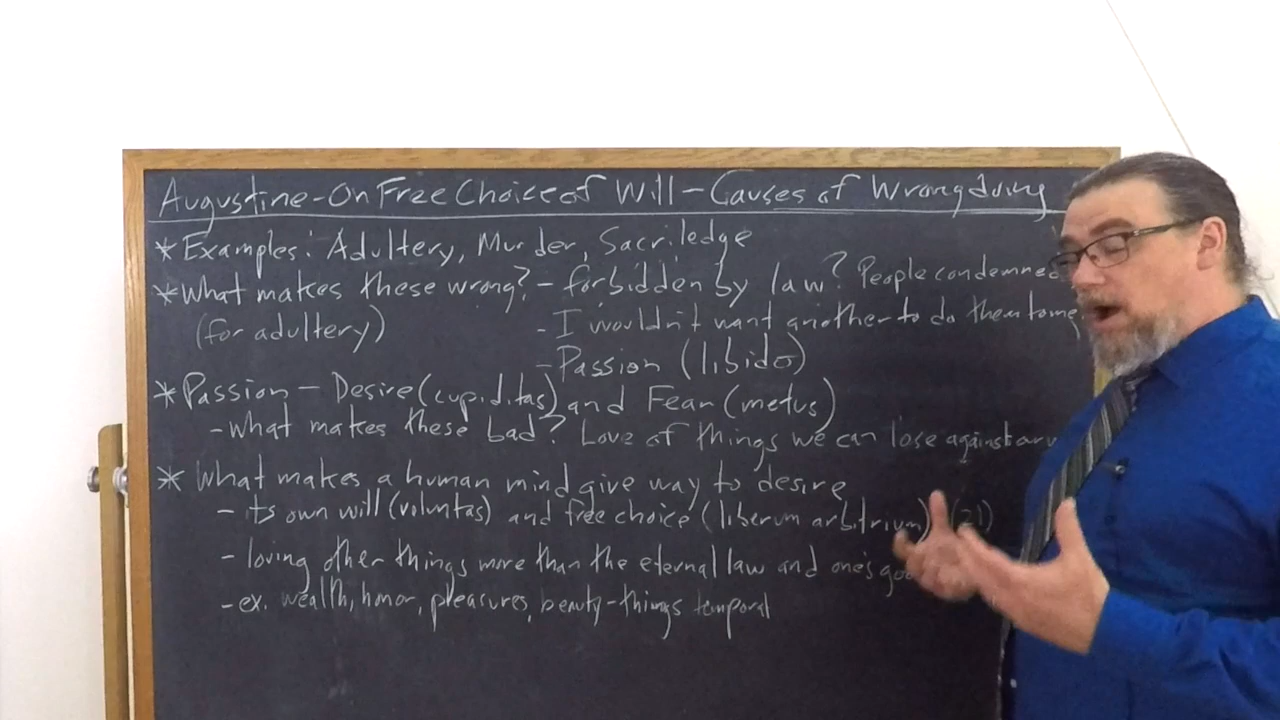 Augustine - On Free Choice of Will - Causes of Wrongdoing
* Examples: Adultery, Murder, Sacriledge
* What makes these wrong? - forbidden by law? People condemned
(for adultery) - I wouldn't want another to do them to me
- Passion (libido)
* Passion - Desire (cupiditas) and Fear (metus)
- What makes these bad? Love of things we can lose against our
* What makes a human mind give way to desire
- its own will (voluntas) and free choice (liberum arbitrium)
- loving other things more than the eternal law and one's
- ex. wealth, honor, pleasures, beauty - things temporal